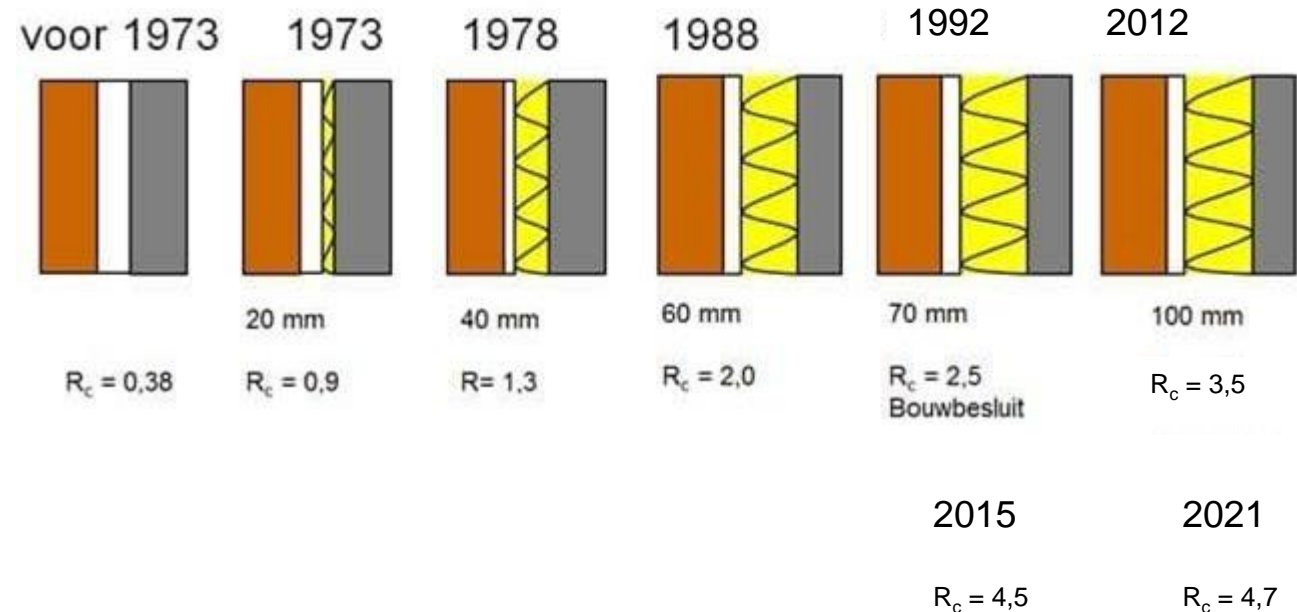 voor 1973
1973
1978
1988
1992
2012
20 mm
40 mm
60 mm
70 mm
100 mm
Rc = 0,38
Rc = 0,9
R= 1,3
Rc = 2,0
Rc = 2,5
Bouwbesluit
Rc = 3,5
2015
2021
Rc = 4,5
Rc = 4,7